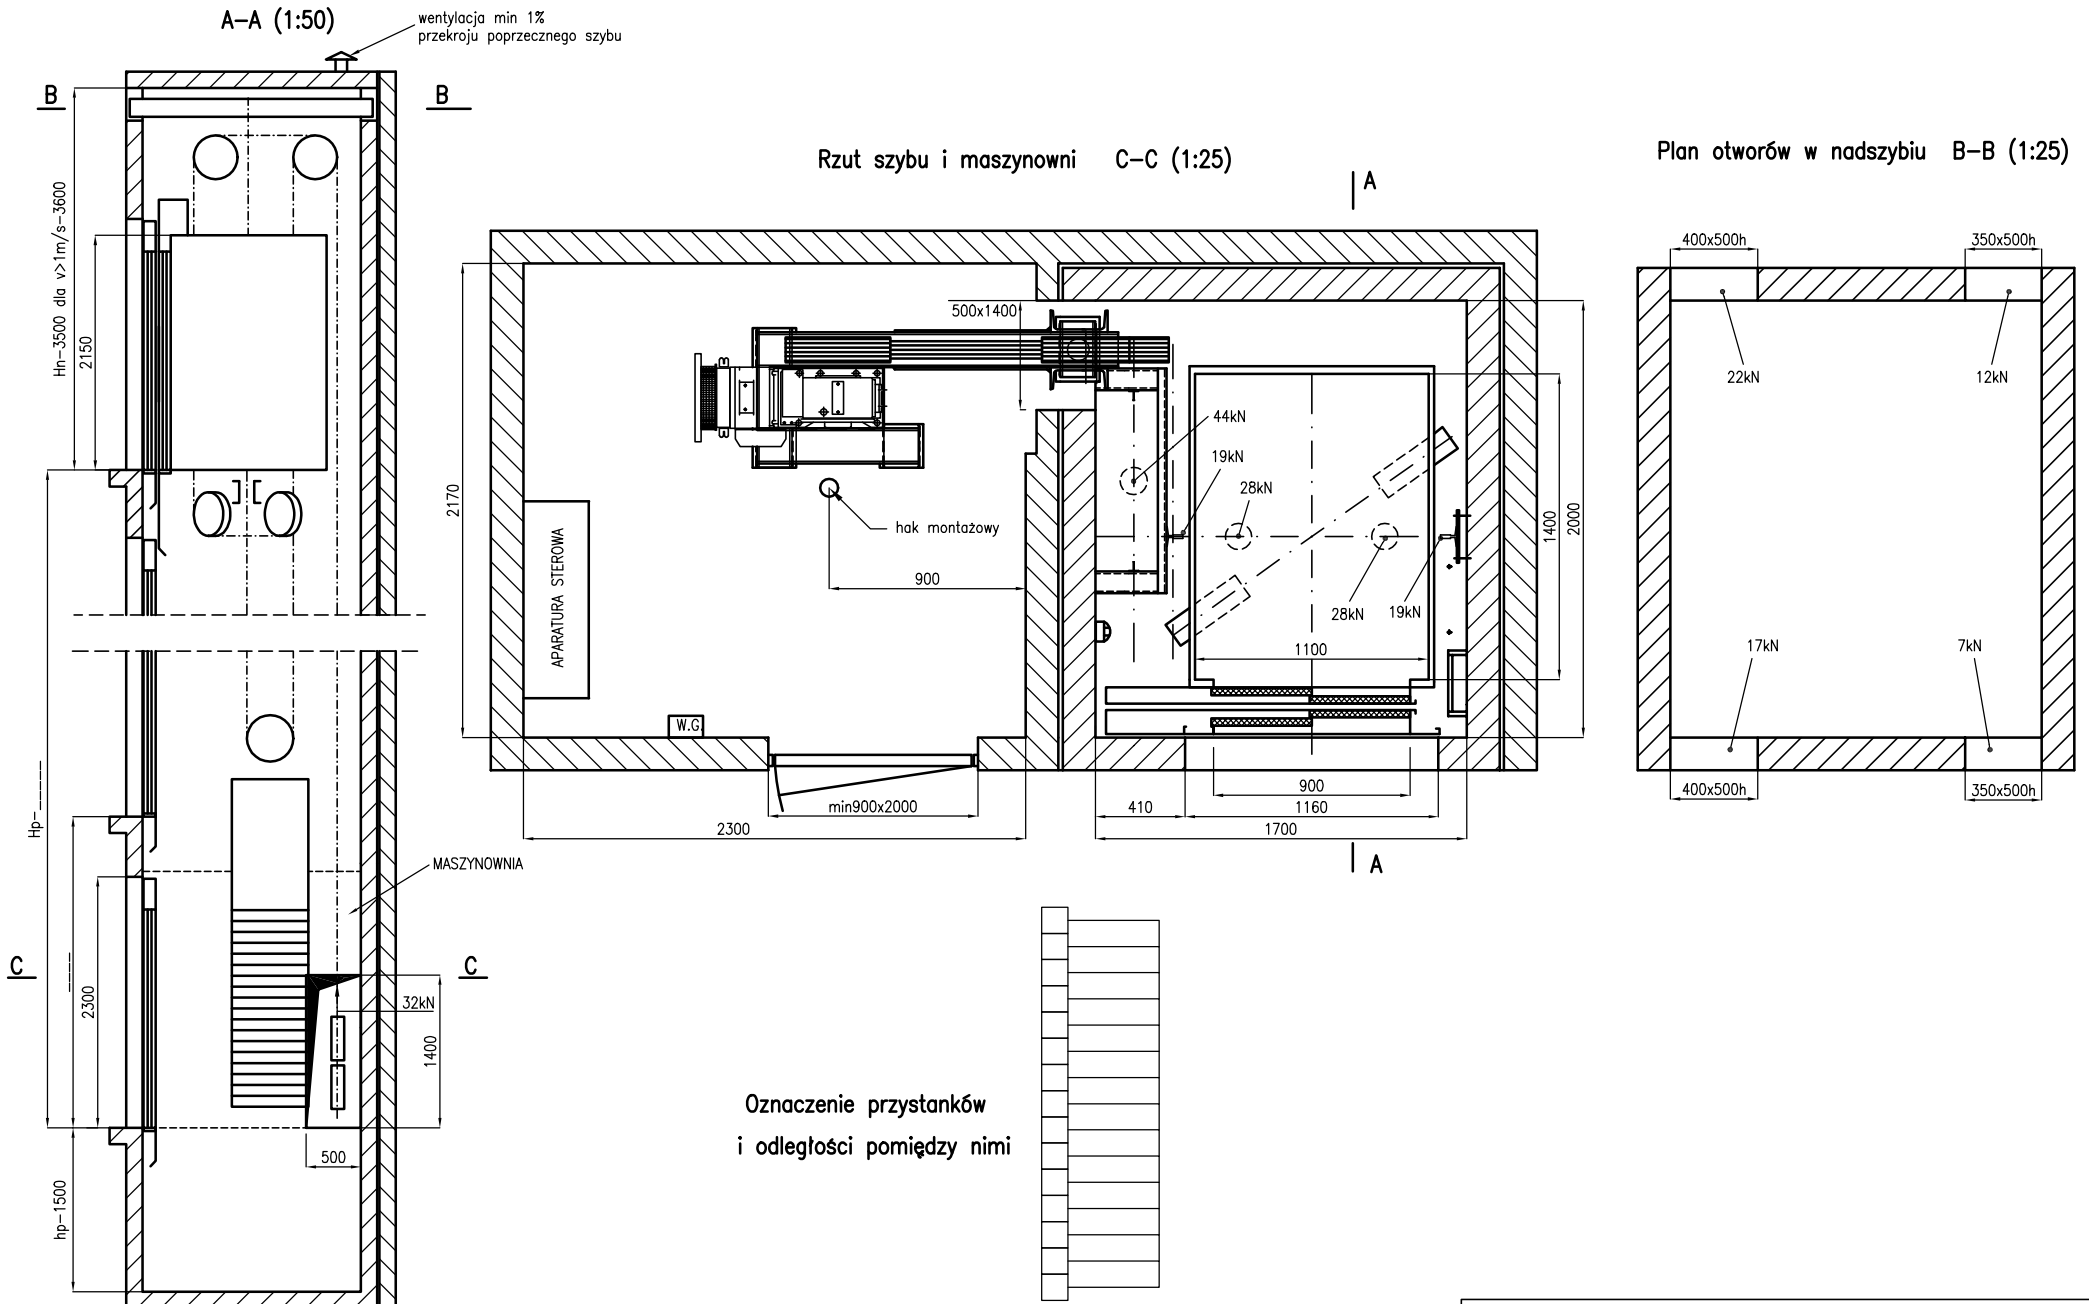 A–A (1:50)
wentylacja min 1%
przekroju poprzecznego szybu
B
B
Hn–3500 dla v>1m/s–3600
2150
Hp–______
______
2300
MASZYNOWNIA
C
C
32kN
1400
500
hp–1500
Rzut szybu i maszynowni C–C (1:25)
A
500x1400
2170
44kN
19kN
28kN
hak montażowy
900
APARATURA STEROWA
28kN
19kN
1400
2000
1100
W.G.
min900x2000
900
410
1160
2300
1700
A
Plan otworów w nadszybiu B–B (1:25)
400x500h
350x500h
22kN
12kN
17kN
7kN
400x500h
350x500h
Oznaczenie przystanków
i odległości pomiędzy nimi